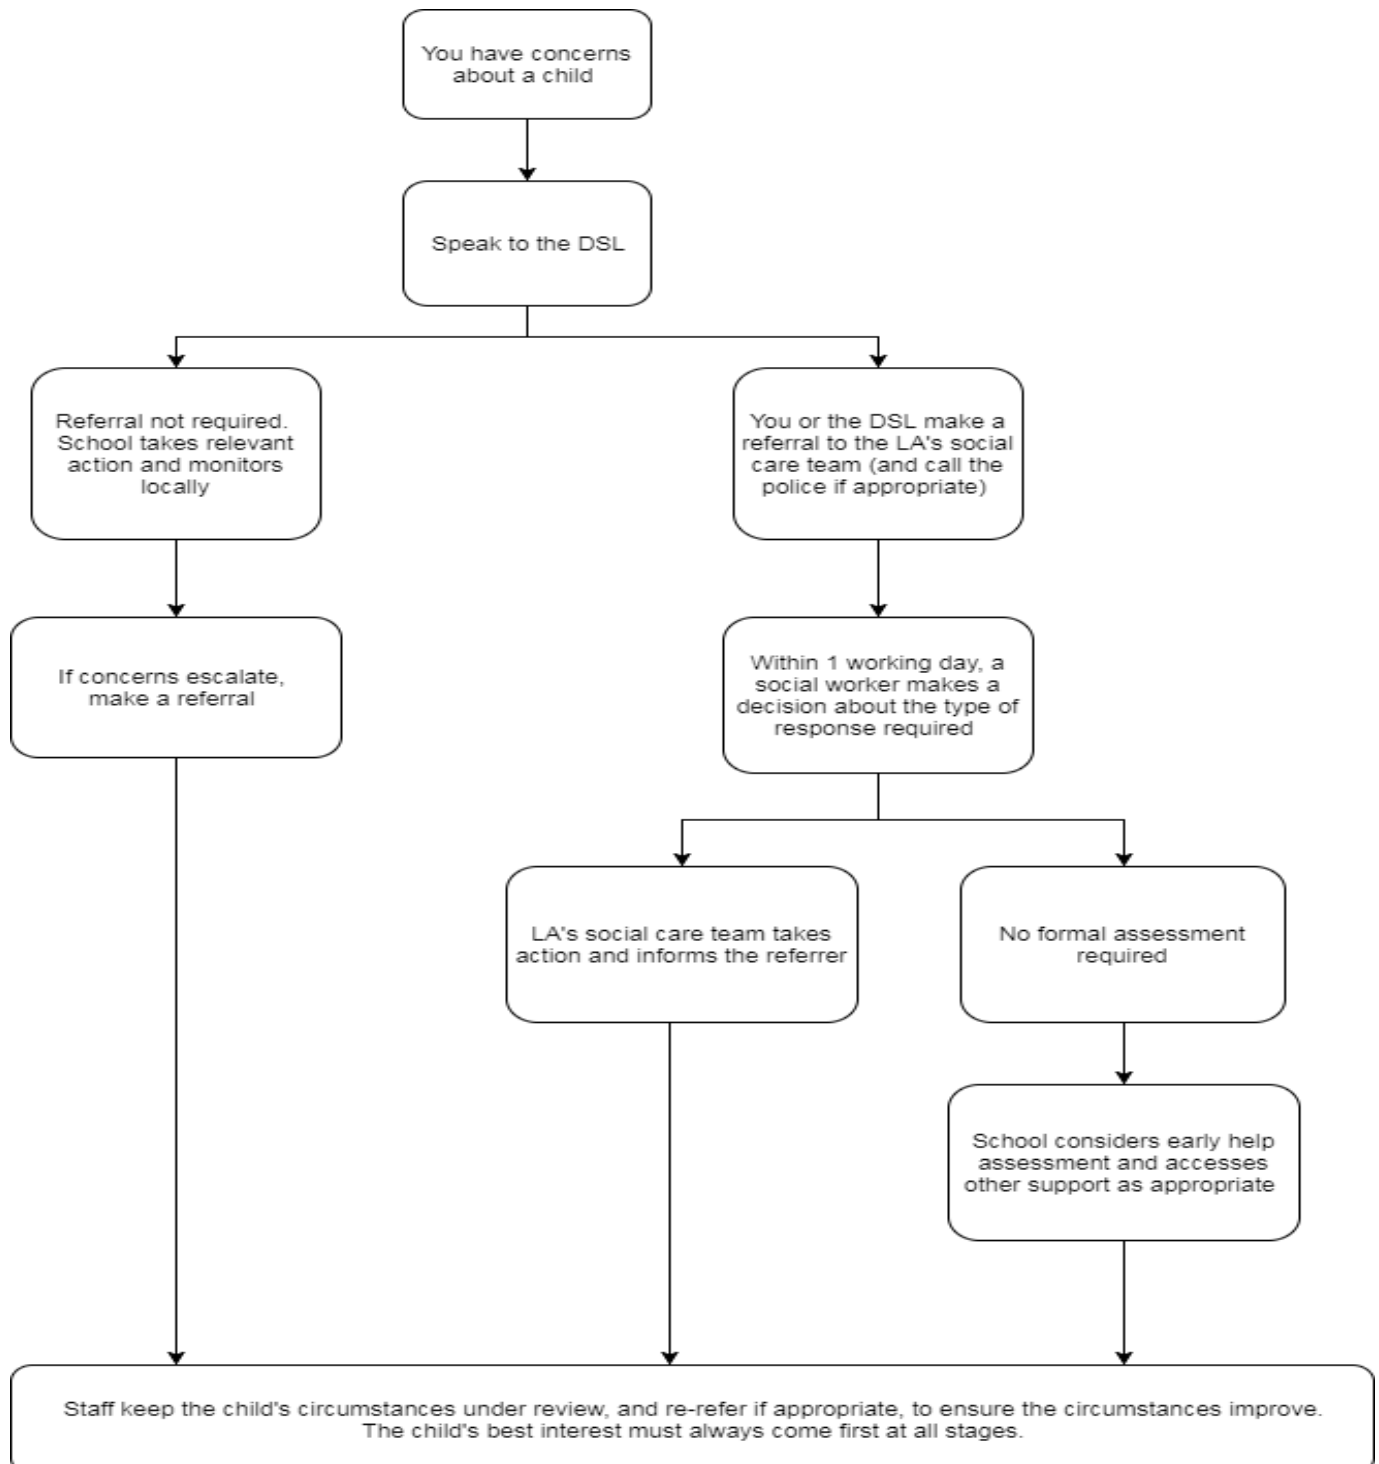 You have concerns
about a child
Speak to the DSL
Referral not required.
School takes relevant
action and monitors
locally
You or the DSL make a
referral to the LA's social
care team (and call the
police if appropriate)
If concerns escalate,
make a referral
Within 1 working day, a
social worker makes a
decision about the type of
response required
LA's social care team takes
action and informs the referrer
No formal assessment
required
School considers early help
assessment and accesses
other support as appropriate
Staff keep the child's circumstances under review, and re-refer if appropriate, to ensure the circumstances improve.
The child's best interest must always come first at all stages.